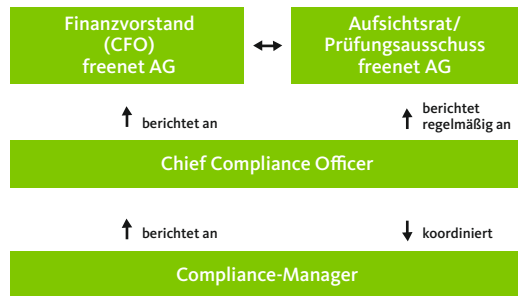 Finanzvorstand
(CFO)
freenet AG
Aufsichtsrat/
Prüfungsausschuss
freenet AG
berichtet an
berichtet
regelmäßig an
Chief Compliance Officer
berichtet an
koordiniert
Compliance-Manager